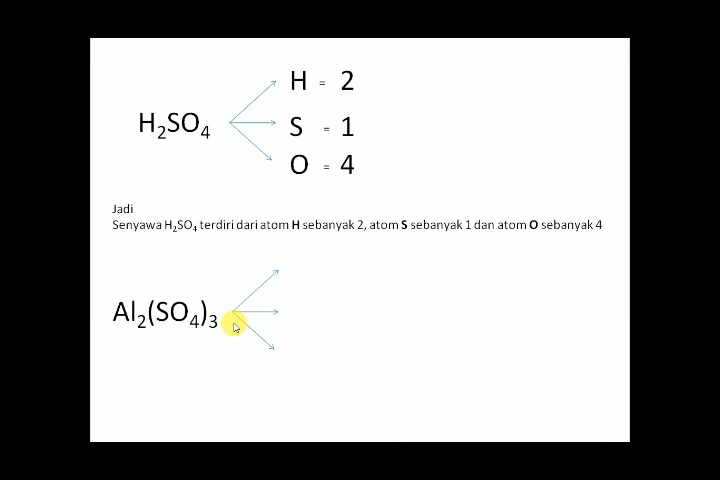 H = 2
H₂SO₄
S = 1
O = 4
Jadi
Senyawa H₂SO₄ terdiri dari atom H sebanyak 2, atom S sebanyak 1 dan atom O sebanyak 4
Al₂(SO₄)₃